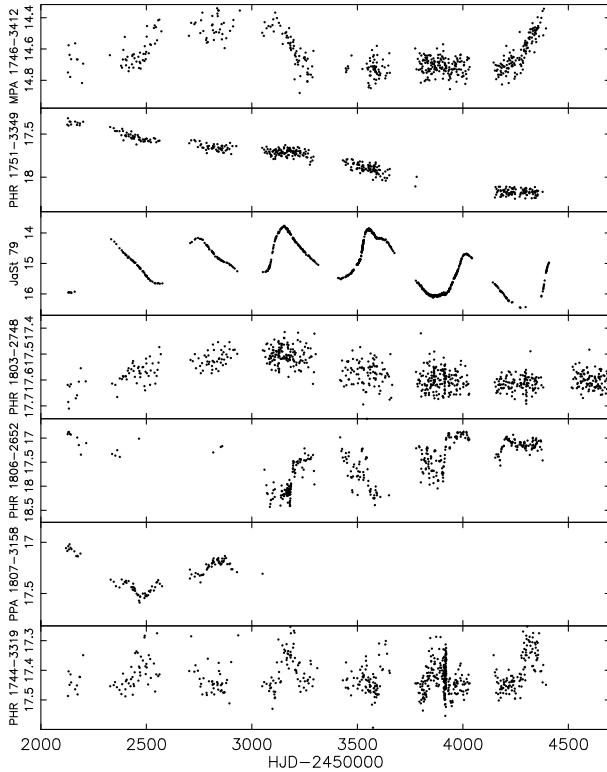 MPA 1746-3412
14.4
14.6
14.8
PHR 1751-3349
17.5
18
JaSt 79
14
15
16
PHR 1803-2748
17.4
17.5
17.6
17.7
PHR 1806-2652
17
17.5
18
18.5
PPA 1807-3158
17
17.5
PHR 1744-3319
17.3
17.4
17.5
2000 2500 3000 3500 4000 4500
HJD-2450000